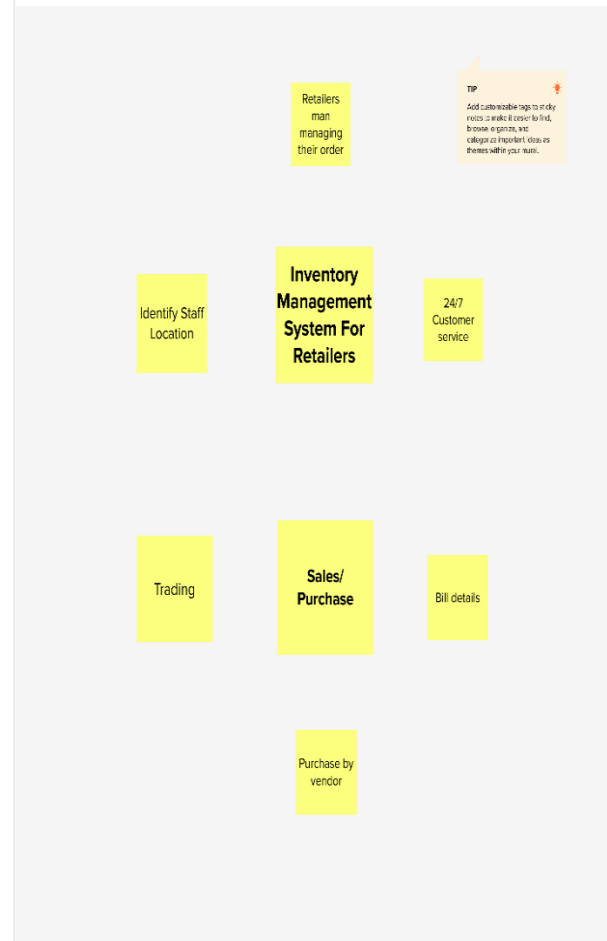 Retailers
man
managing
their order
TIP
Add customizable tags to sticky
notes to make it easier to find,
browse, organize, and
categorize important ideas as
themes within your mural.
Identify Staff
Location
Inventory
Management
System For
Retailers
24/7
Customer
service
Trading
Sales/
Purchase
Bill details
Purchase by
vendor